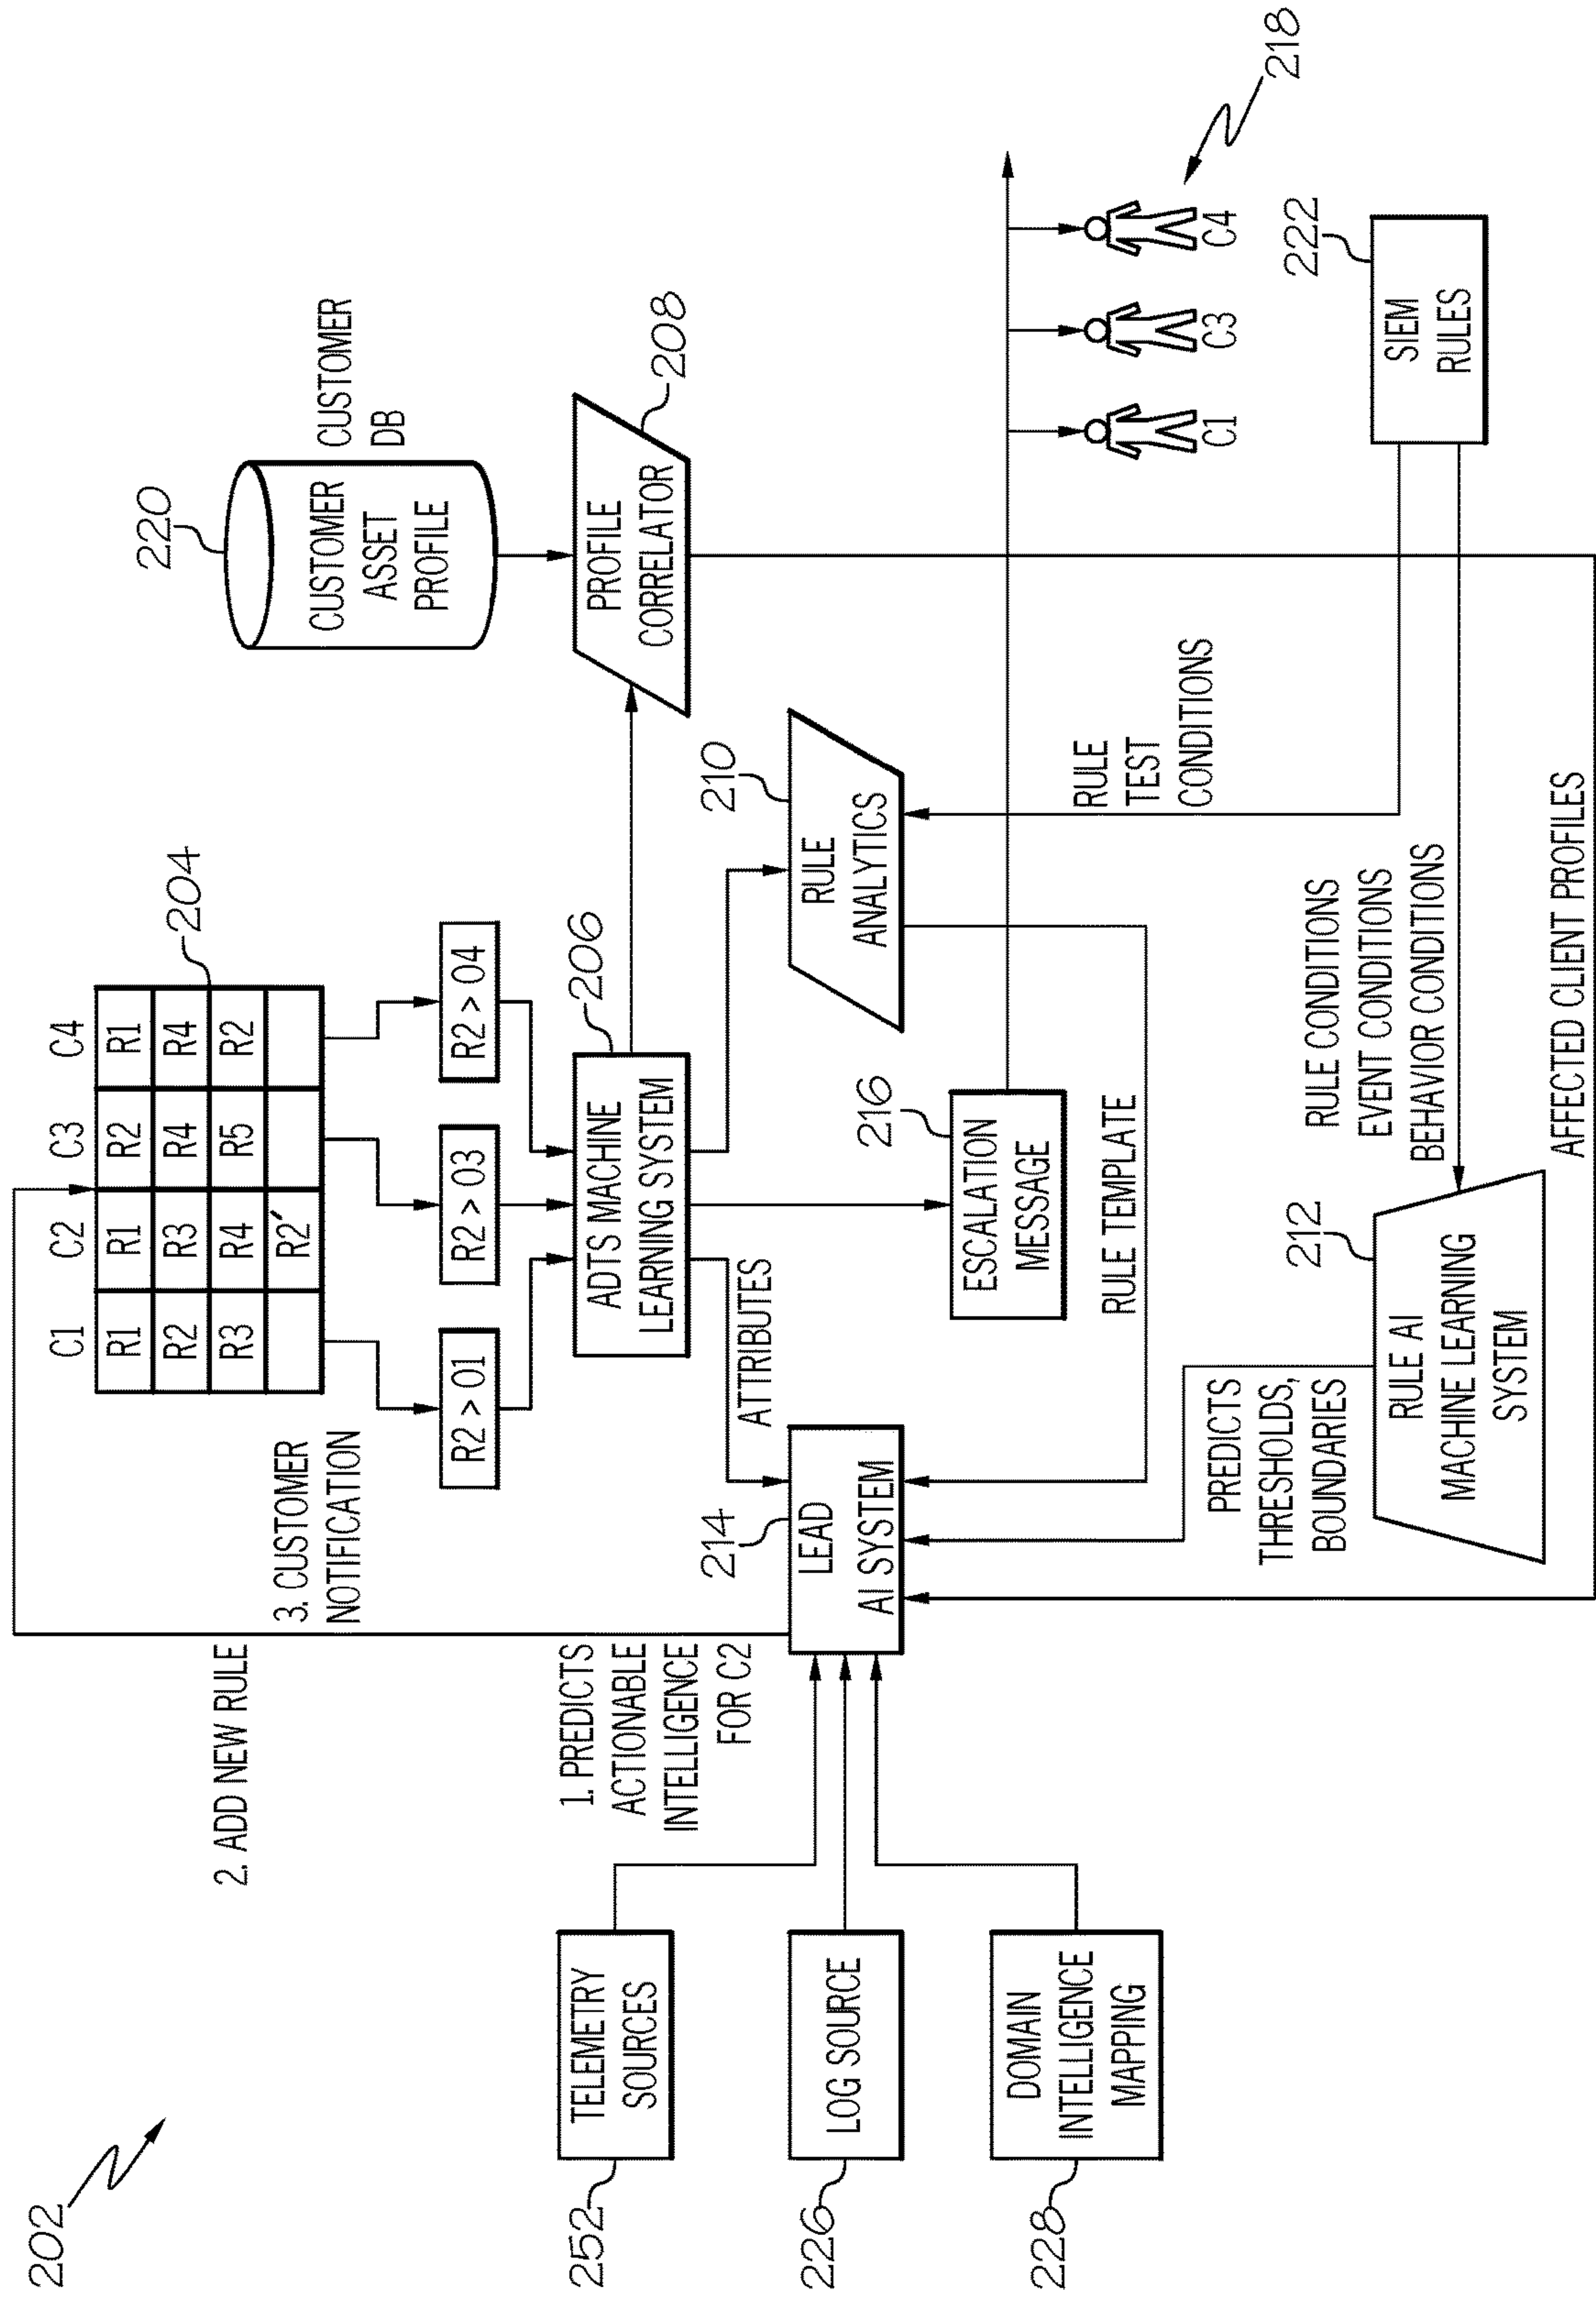 202
2. ADD NEW RULE
3. CUSTOMER
NOTIFICATION
C1 C2 C3 C4
R1 R1 R2 R1
R2 R3 R4 R4
R3 R4 R5 R2
R2′
204
220
CUSTOMER
ASSET
PROFILE
CUSTOMER
DB
R2 > 01
R2 > 03
R2 > 04
1. PREDICTS
ACTIONABLE
INTELLIGENCE
FOR C2
206
ADTS MACHINE
LEARNING SYSTEM
PROFILE
CORRELATOR
208
252
TELEMETRY
SOURCES
ATTRIBUTES
214
LEAD
AI SYSTEM
210
RULE
ANALYTICS
226
LOG SOURCE
216
ESCALATION
MESSAGE
228
DOMAIN
INTELLIGENCE
MAPPING
RULE TEMPLATE
RULE
TEST
CONDITIONS
C1 C3 C4
218
PREDICTS
THRESHOLDS,
BOUNDARIES
212
RULE AI
MACHINE LEARNING
SYSTEM
RULE CONDITIONS
EVENT CONDITIONS
BEHAVIOR CONDITIONS
222
SIEM
RULES
AFFECTED CLIENT PROFILES